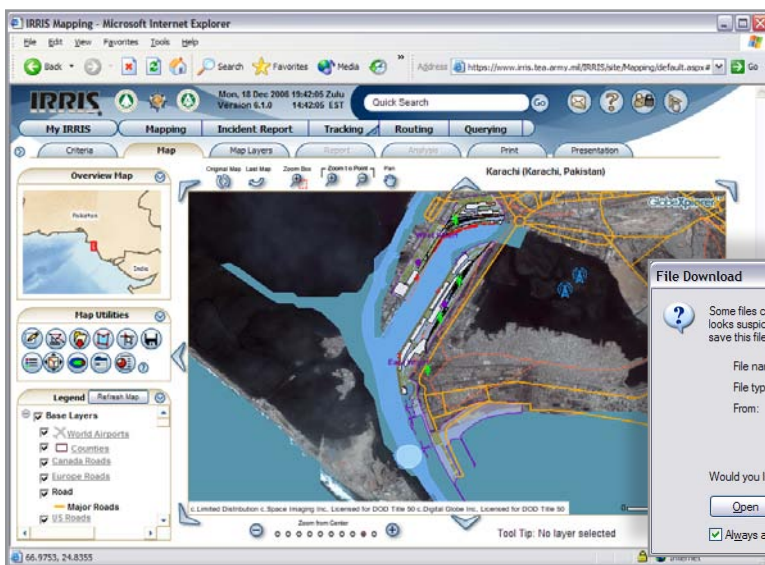 IRRIS Mapping - Microsoft Internet Explorer
File Edit View Favorites Tools Help
Back Search Favorites Media » Address https://www.irris.tea.army.mil/IRRIS/site/Mapping/default.aspx# Go
IRRIS
Mon, 18 Dec 2006 19:42:05 Zulu
Version 6.1.0 14:42:05 EST
Quick Search Go
My IRRIS Mapping Incident Report Tracking Routing Querying
Criteria Map Map Layers Report Analysis Print Presentation
Overview Map
Original Map Last Map Zoom Box Zoom to Point Pan
Karachi (Karachi, Pakistan)
GlobeXplorer
Pakistan
India
West Wharf
Map Utilities
Legend Refresh Map
Base Layers
World Airports
Counties
Canada Roads
Europe Roads
Road
Major Roads
US Roads
c.Limited Distribution c.Space Imaging Inc. Licensed for DOD Title 50 c.Digital Globe Inc. Licensed for DOD Title 50
Zoom from Center
Tool Tip: No layer selected
66.9753, 24.8355
File Download
Some files
looks suspic
save this file
File nam
File typ
From:
Would you l
Open
Always a